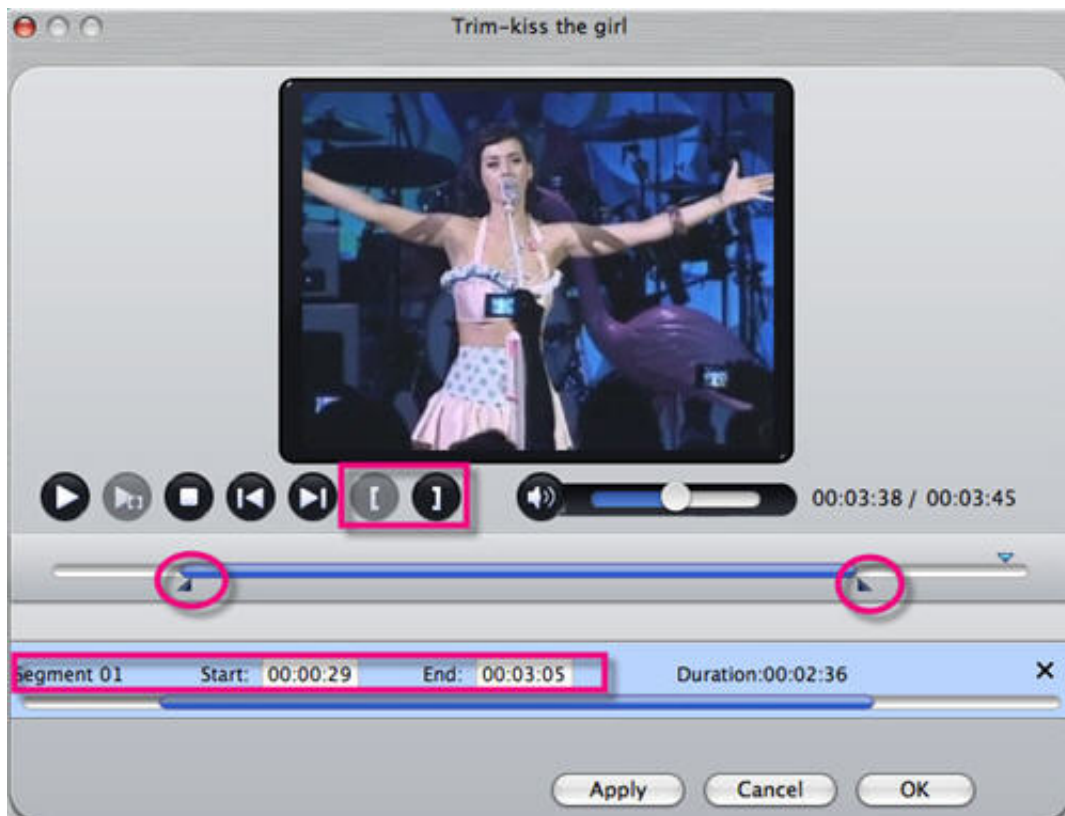 Trim-kiss the girl
[ ]
00:03:38 / 00:03:45
Segment 01 Start: 00:00:29 End: 00:03:05 Duration:00:02:36
Apply Cancel OK